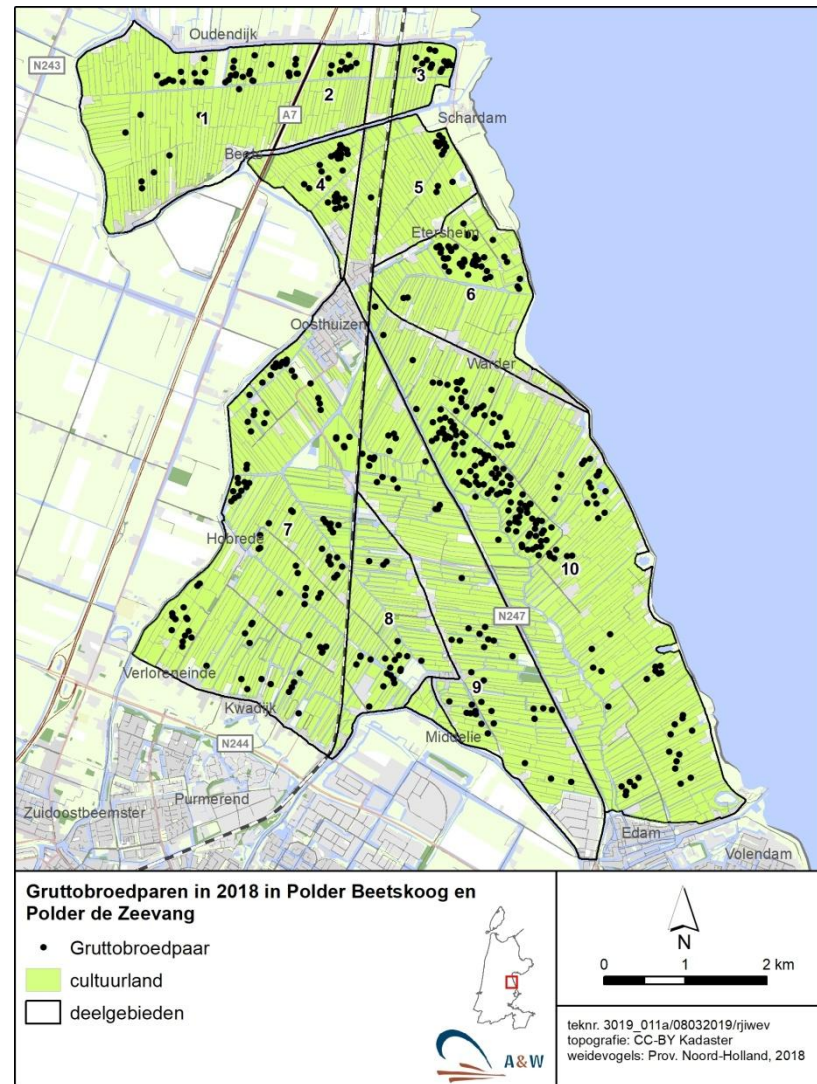 Oudendijk
N243
3
2
1
A7
Schardam
Beets
4
5
Etersheim
6
Oosthuizen
Warder
7
Hobrede
10
8
N247
Verloreneinde
9
Kwadijk
Middelie
N244
Purmerend
Zuidoostbeemster
Edam
Volendam
Gruttobroedparen in 2018 in Polder Beetskoog en
Polder de Zeevang
Gruttobroedpaar
cultuurland
deelgebieden
A&W
N
0 1 2 km
teknr. 3019_011a/08032019/rjiwev
topografie: CC-BY Kadaster
weidevogels: Prov. Noord-Holland, 2018